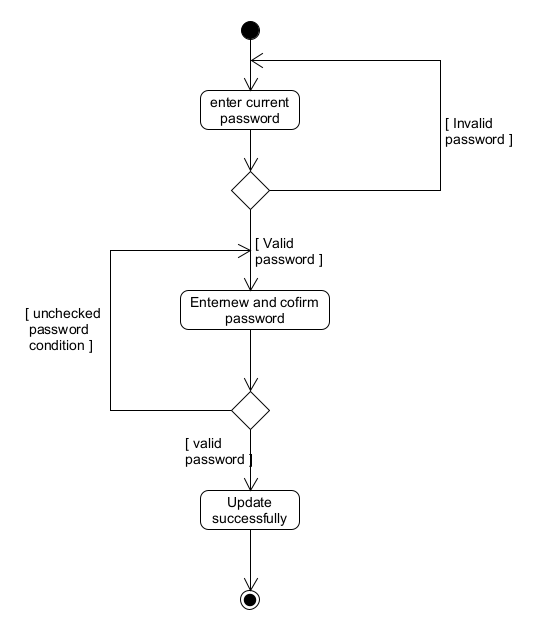 enter current
password
[ Invalid
password ]
[ Valid
password ]
Enternew and cofirm
password
[ unchecked
password
condition ]
[ valid
password ]
Update
successfully